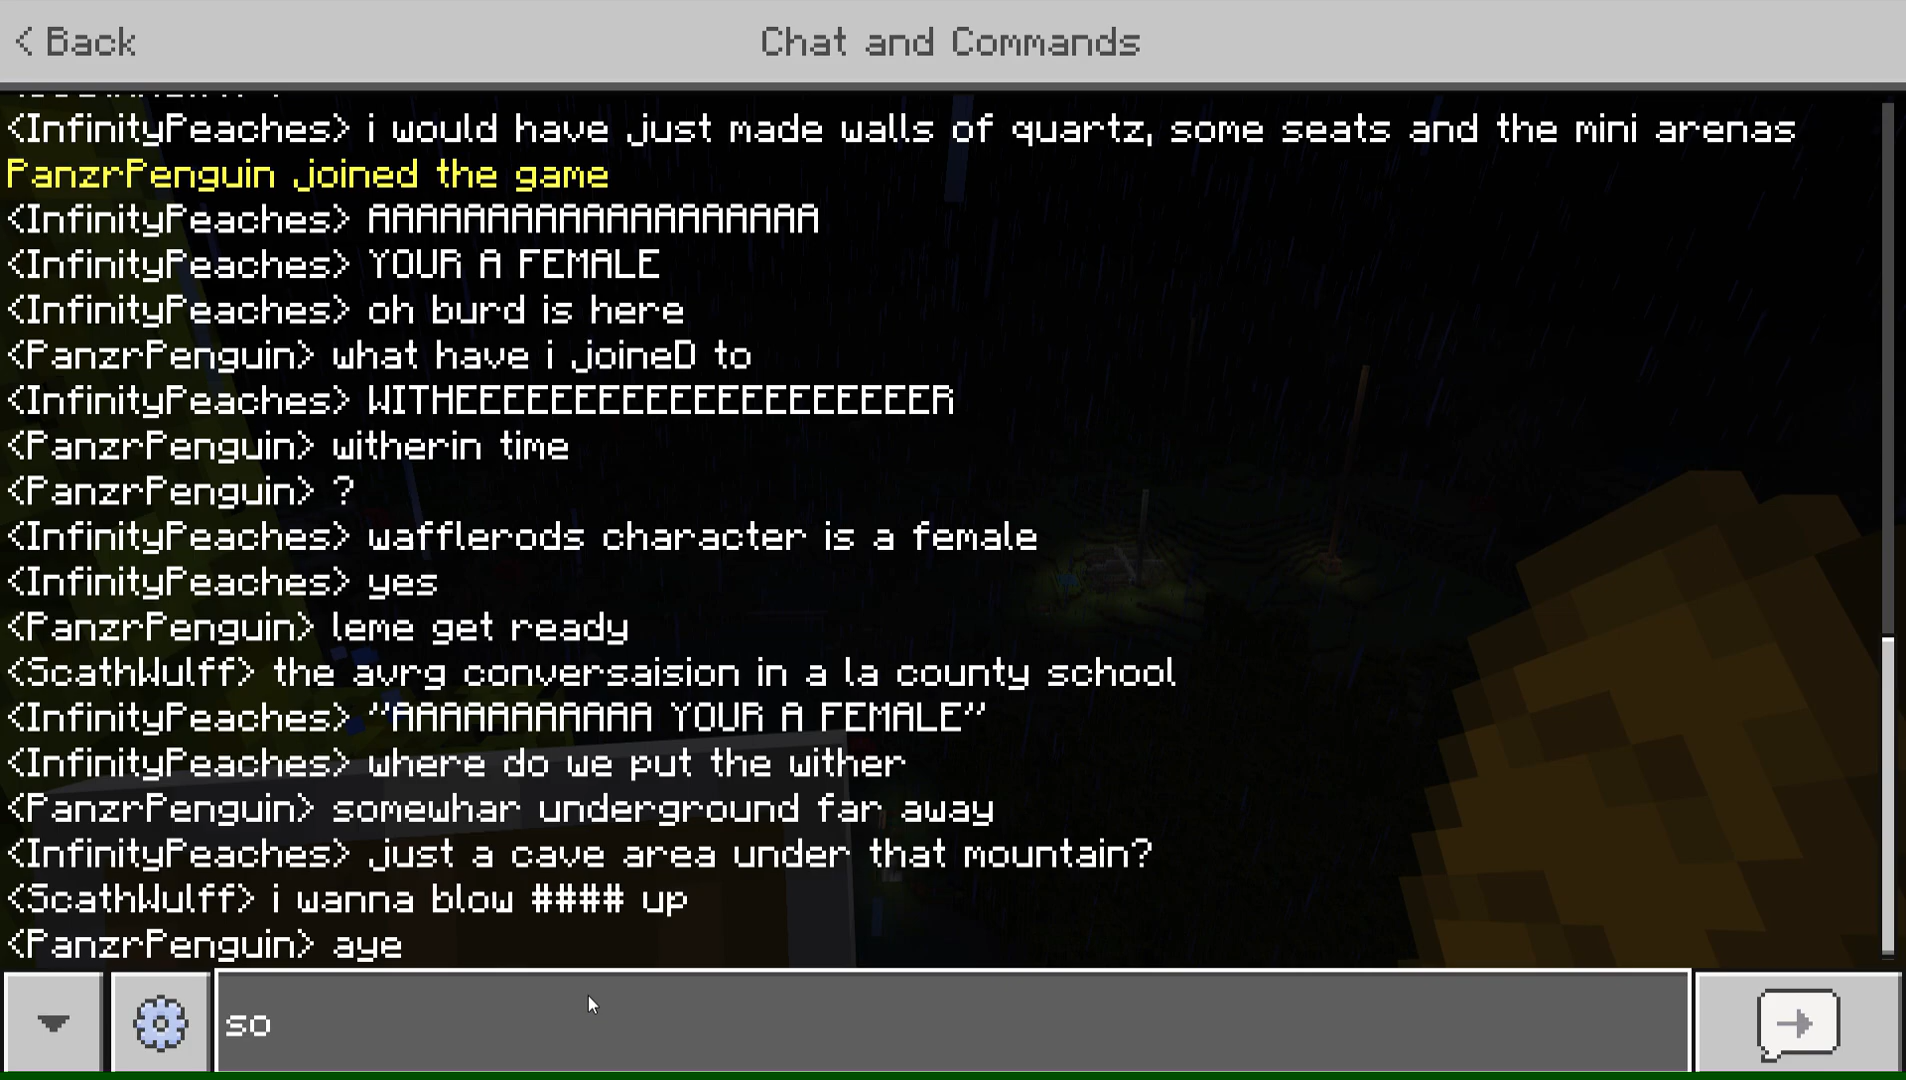 < Back
Chat and Commands
<InfinityPeaches> i would have just made walls of quartz, some seats and the mini arenas
PanzrPenguin joined the game
<InfinityPeaches> AAAAAAAAAAAAAAAAAAA
<InfinityPeaches> YOUR A FEMALE
<InfinityPeaches> oh burd is here
<PanzrPenguin> what have i joineD to
<InfinityPeaches> WITHEEEEEEEEEEEEEEEEEEEEER
<PanzrPenguin> witherin time
<PanzrPenguin> ?
<InfinityPeaches> wafflerods character is a female
<InfinityPeaches> yes
<PanzrPenguin> leme get ready
<ScathWulff> the avrg conversaision in a la county school
<InfinityPeaches> “AAAAAAAAAAA YOUR A FEMALE”
<InfinityPeaches> where do we put the wither
<PanzrPenguin> somewhar underground far away
<InfinityPeaches> just a cave area under that mountain?
<ScathWulff> i wanna blow #### up
<PanzrPenguin> aye
so